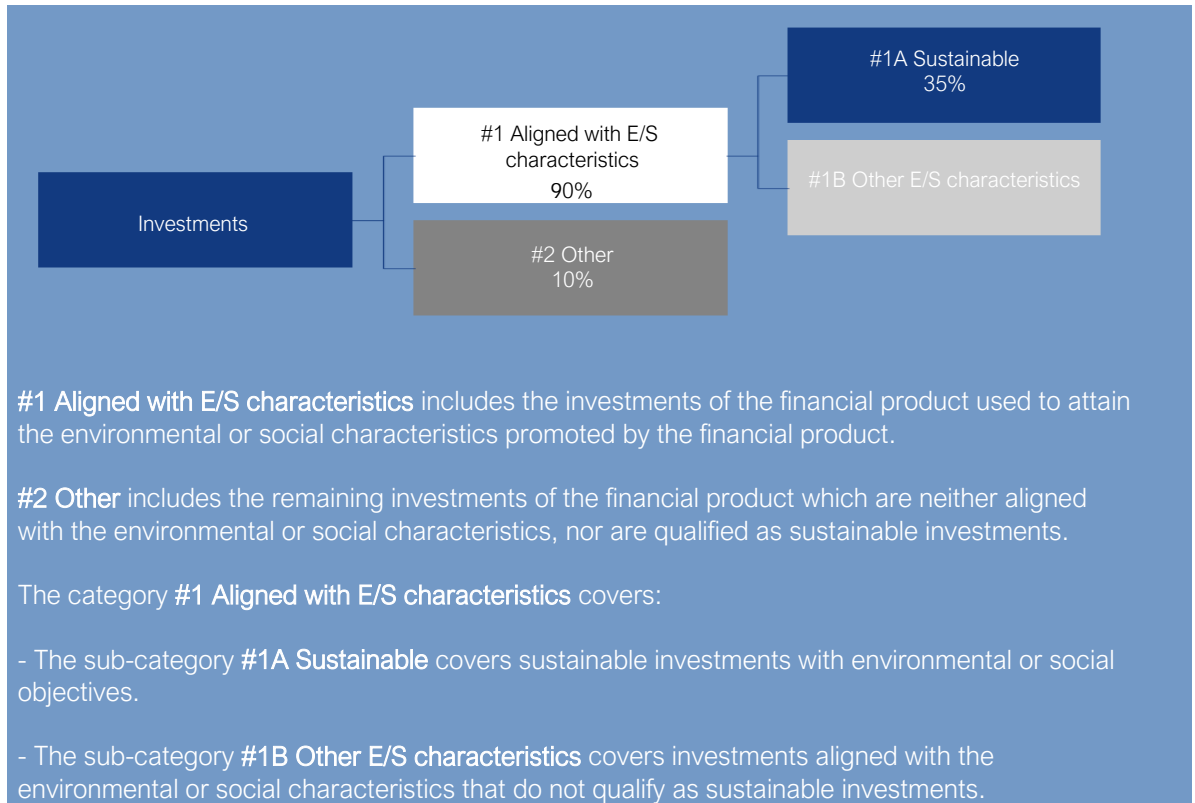 #1A Sustainable
35%
#1 Aligned with E/S
characteristics
90%
#1B Other E/S characteristics
Investments
#2 Other
10%
#1 Aligned with E/S characteristics includes the investments of the financial product used to attain
the environmental or social characteristics promoted by the financial product.
#2 Other includes the remaining investments of the financial product which are neither aligned
with the environmental or social characteristics, nor are qualified as sustainable investments.
The category #1 Aligned with E/S characteristics covers:
- The sub-category #1A Sustainable covers sustainable investments with environmental or social
objectives.
- The sub-category #1B Other E/S characteristics covers investments aligned with the
environmental or social characteristics that do not qualify as sustainable investments.